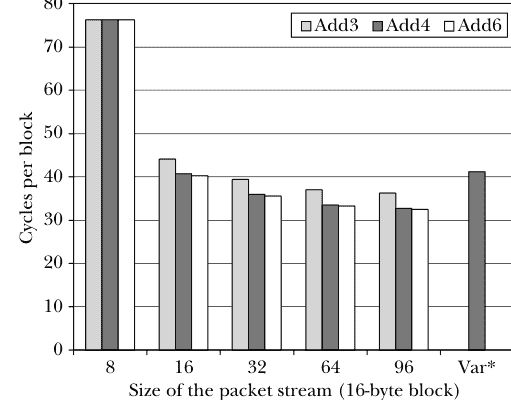 80
Add3 Add4 Add6
70
60
50
40
30
20
10
0
Cycles per block
8 16 32 64 96 Var*
Size of the packet stream (16-byte block)